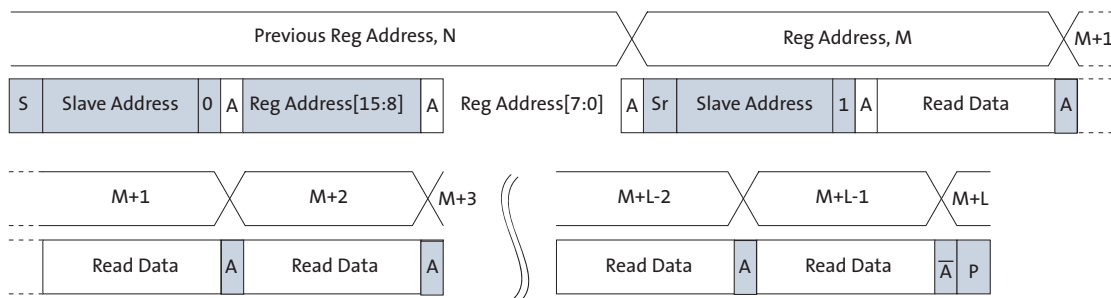 Previous Reg Address, N Reg Address, M M+1
S Slave Address 0 A Reg Address[15:8] A Reg Address[7:0] A Sr Slave Address 1 A Read Data A
M+1 M+2 M+3 M+L-2 M+L-1 M+L
Read Data A Read Data A Read Data A Read Data A̅ P